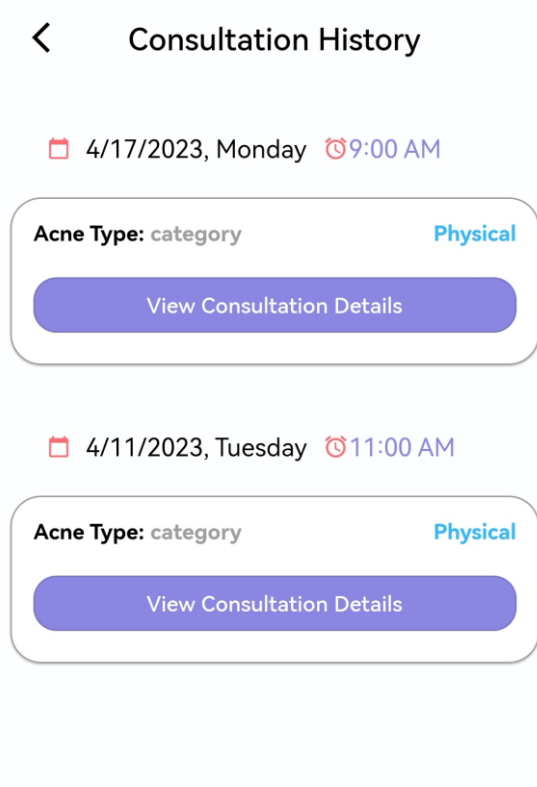 Consultation History
4/17/2023, Monday 9:00 AM
Acne Type: category Physical
View Consultation Details
4/11/2023, Tuesday 11:00 AM
Acne Type: category Physical
View Consultation Details